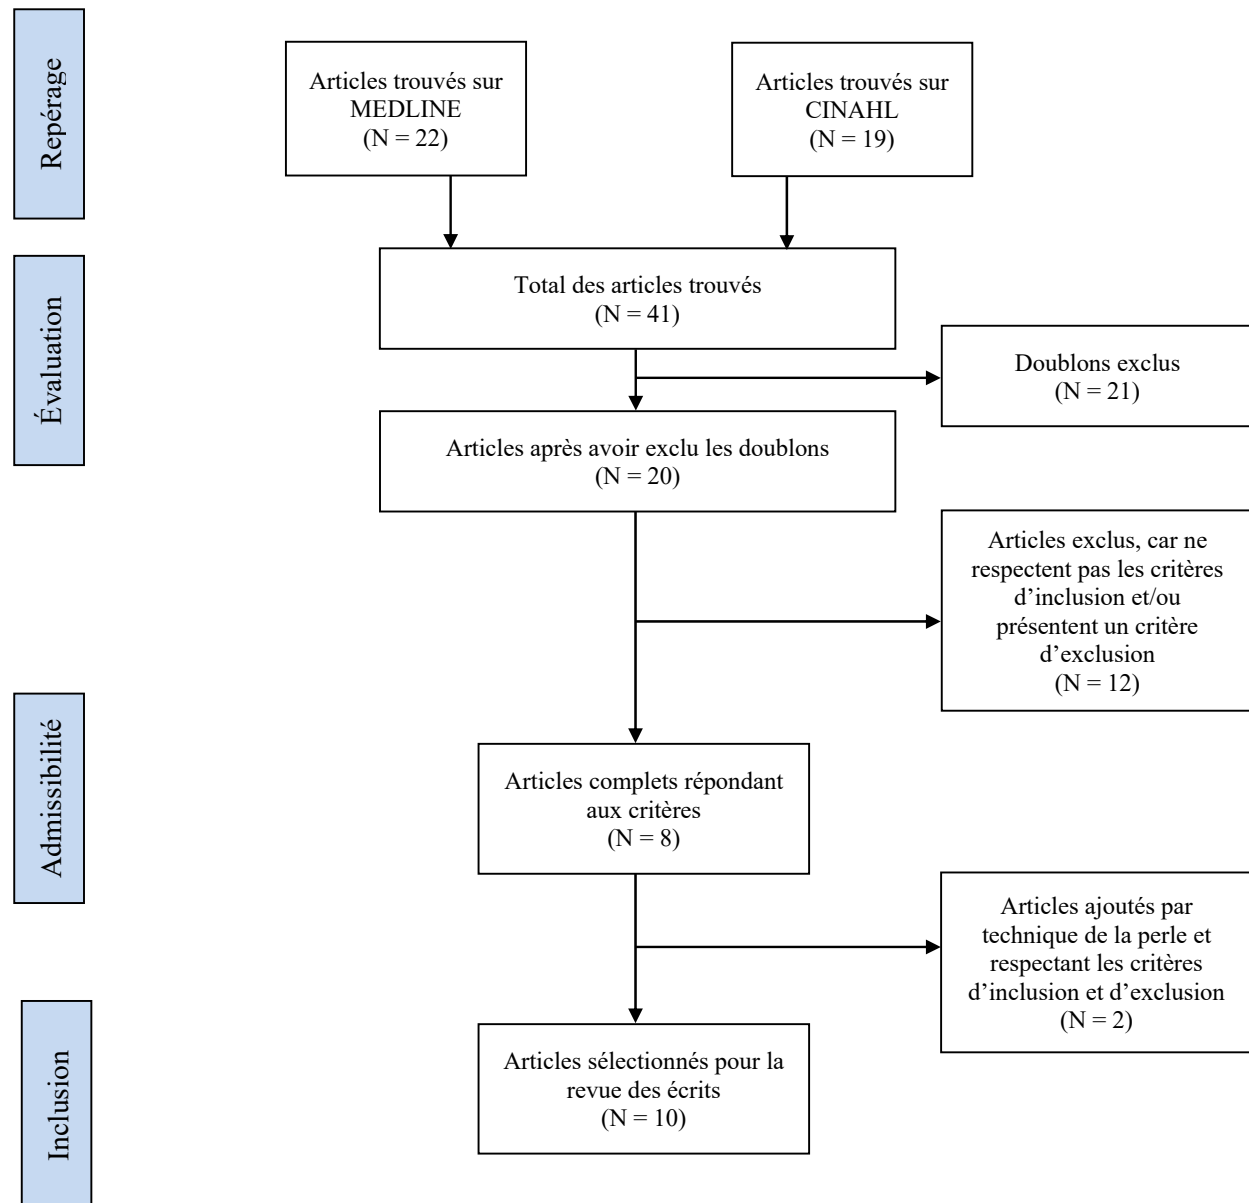 Repérage
Articles trouvés sur
MEDLINE
(N = 22)
Articles trouvés sur
CINAHL
(N = 19)
Évaluation
Total des articles trouvés
(N = 41)
Doublons exclus
(N = 21)
Articles après avoir exclu les doublons
(N = 20)
Articles exclus, car ne
respectent pas les critères
d’inclusion et/ou
présentent un critère
d’exclusion
(N = 12)
Admissibilité
Articles complets répondant
aux critères
(N = 8)
Articles ajoutés par
technique de la perle et
respectant les critères
d’inclusion et d’exclusion
(N = 2)
Inclusion
Articles sélectionnés pour la
revue des écrits
(N = 10)